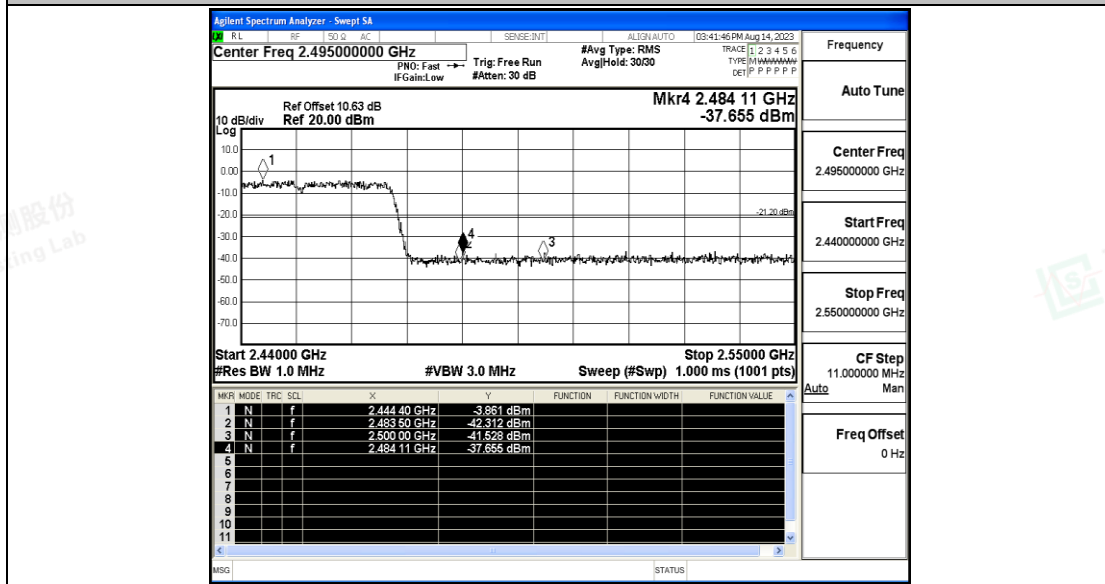 Agilent Spectrum Analyzer - Swept SA
RL RF 50 Ω AC SENSE:INT ALIGNAUTO 03:41:46 PM Aug 14, 2023
Center Freq 2.495000000 GHz
#Avg Type: RMS
TRACE 1 2 3 4 5 6
PNO: Fast
Trig: Free Run
Avg|Hold: 30/30
TYPE M
IFGain:Low
#Atten: 30 dB
DET P P P P P P
Ref Offset 10.63 dB
Mkr4 2.484 11 GHz
10 dB/div
Ref 20.00 dBm
-37.655 dBm
Log
10.0
0.00
-10.0
-20.0
-30.0
-40.0
-50.0
-60.0
-70.0
1
-21.20 dBm
4
3
Start 2.44000 GHz
Stop 2.55000 GHz
#Res BW 1.0 MHz
#VBW 3.0 MHz
Sweep (#Swp) 1.000 ms (1001 pts)
MKR MODE TRC SCL X Y FUNCTION FUNCTION WIDTH FUNCTION VALUE
1 N f 2.444 40 GHz -3.861 dBm
2 N f 2.483 50 GHz -42.312 dBm
3 N f 2.500 00 GHz -41.528 dBm
4 N f 2.484 11 GHz -37.655 dBm
5
6
7
8
9
10
11
MSG
STATUS
Frequency
Auto Tune
Center Freq
2.495000000 GHz
Start Freq
2.440000000 GHz
Stop Freq
2.550000000 GHz
CF Step
11.000000 MHz
Auto Man
Freq Offset
0 Hz
股份
Lab